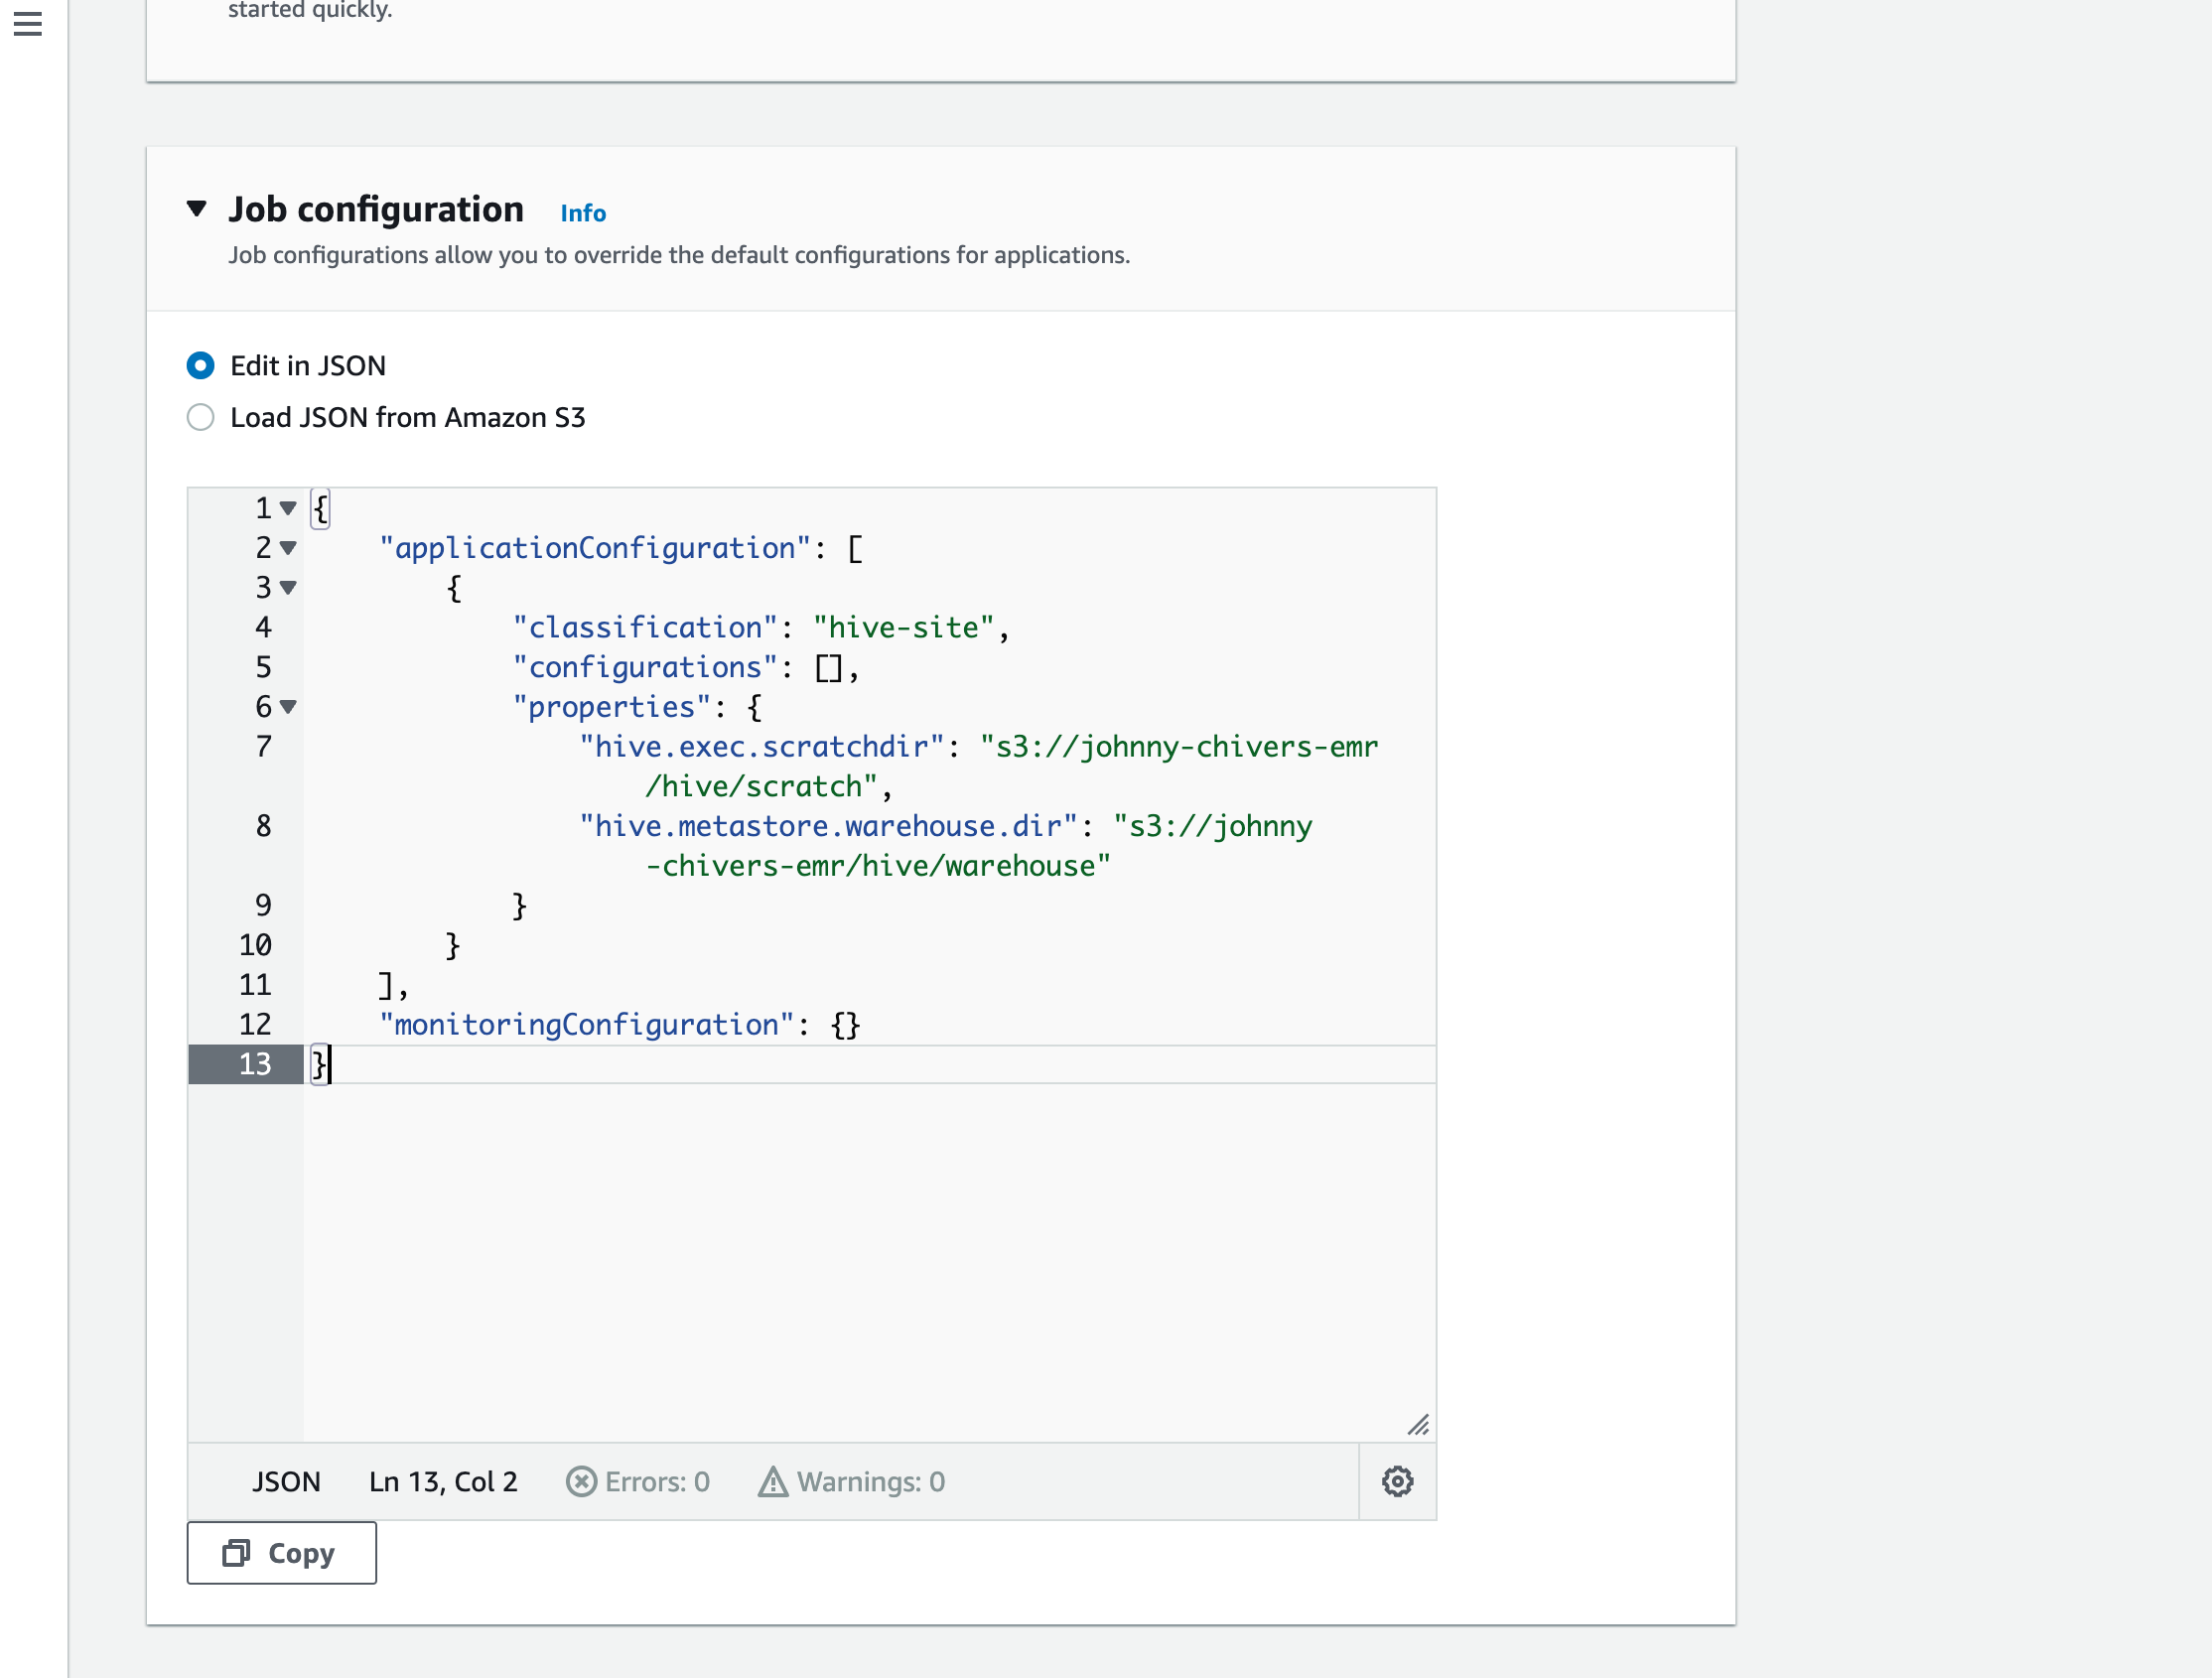 started quickly.
Job configuration Info
Job configurations allow you to override the default configurations for applications.
Edit in JSON
Load JSON from Amazon S3
1 {
2 "applicationConfiguration": [
3 {
4 "classification": "hive-site",
5 "configurations": [],
6 "properties": {
7 "hive.exec.scratchdir": "s3://johnny-chivers-emr
/hive/scratch",
8 "hive.metastore.warehouse.dir": "s3://johnny
-chivers-emr/hive/warehouse"
9 }
10 }
11 ],
12 "monitoringConfiguration": {}
13 }
JSON Ln 13, Col 2 Errors: 0 Warnings: 0
Copy